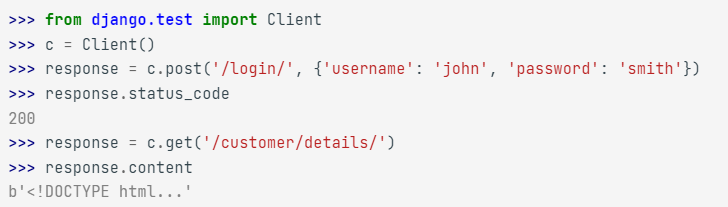 >>> from django.test import Client
>>> c = Client()
>>> response = c.post('/login/', {'username': 'john', 'password': 'smith'})
>>> response.status_code
200
>>> response = c.get('/customer/details/')
>>> response.content
b'<!DOCTYPE html...'